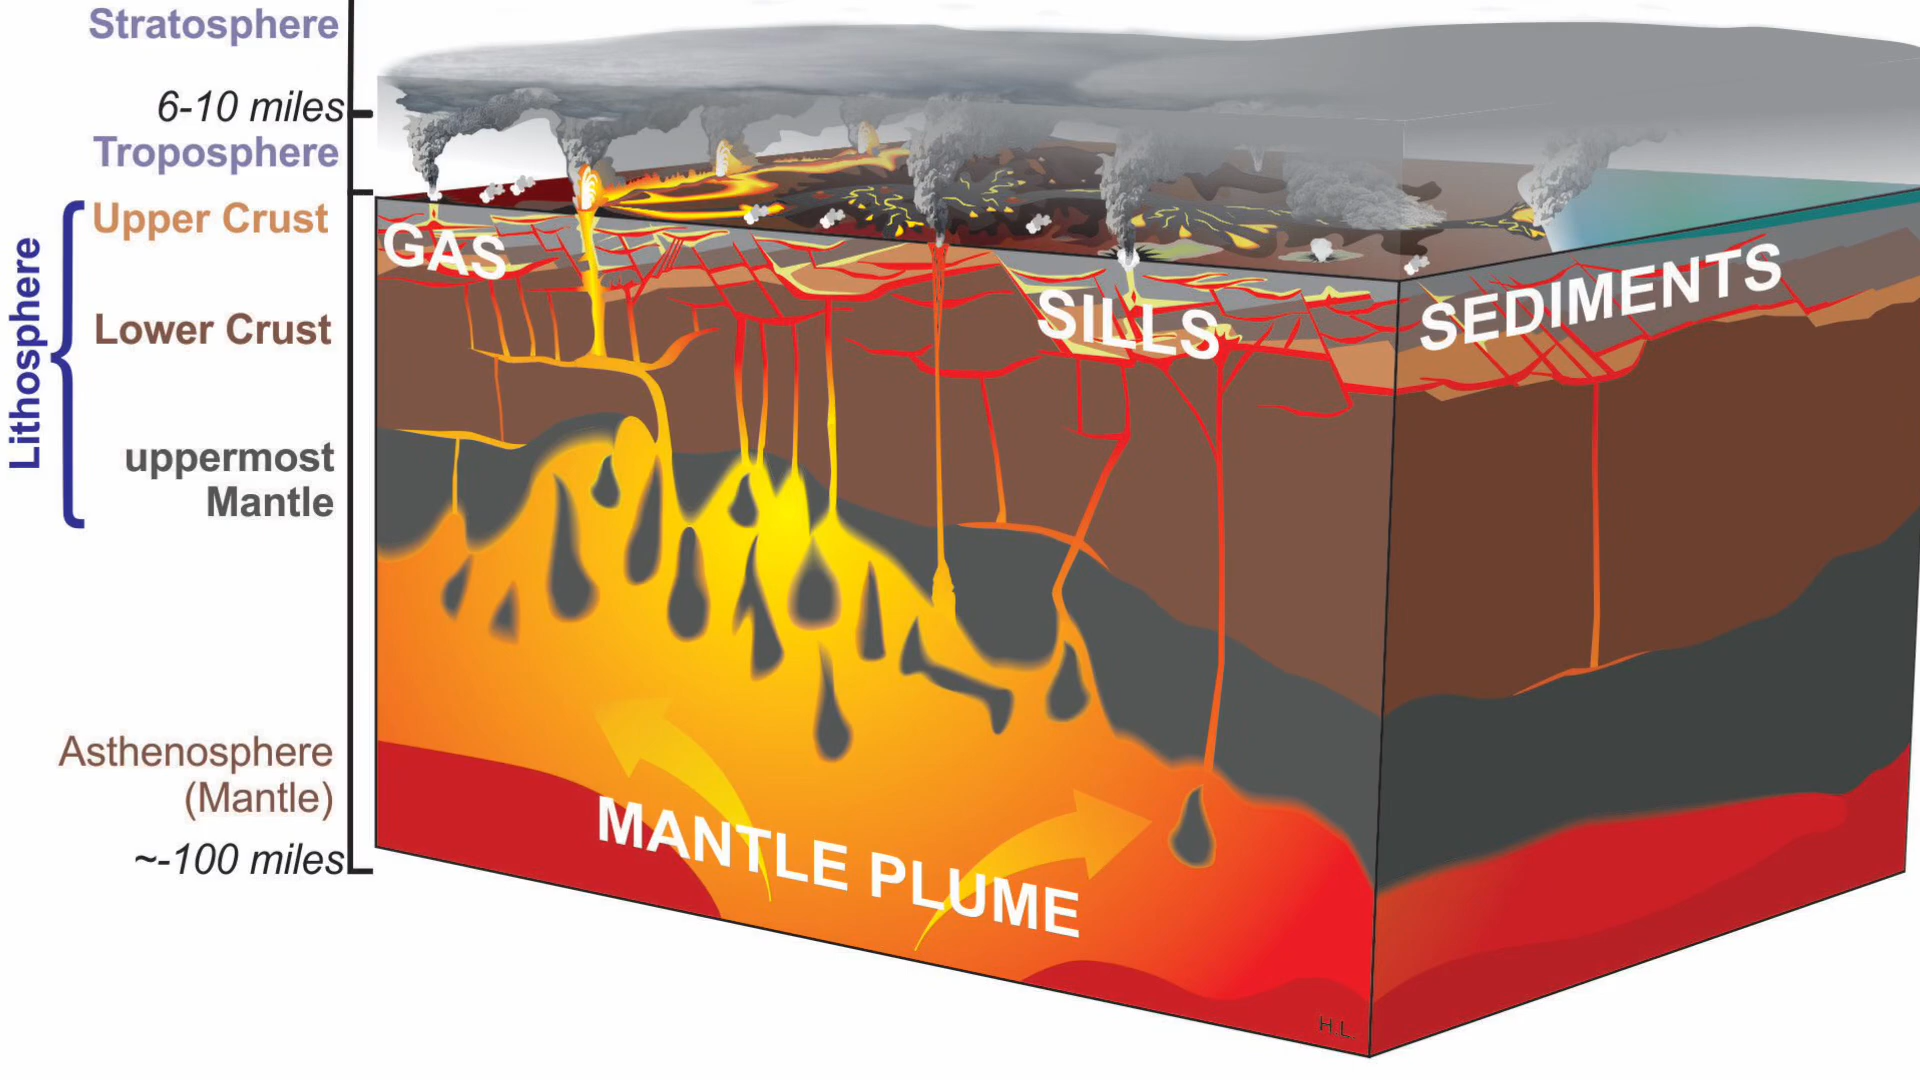 Stratosphere
6-10 miles
Troposphere
Lithosphere
Upper Crust
Lower Crust
uppermost
Mantle
Asthenosphere
(Mantle)
~-100 miles
GAS
SILLS
SEDIMENTS
MANTLE PLUME
H.L.